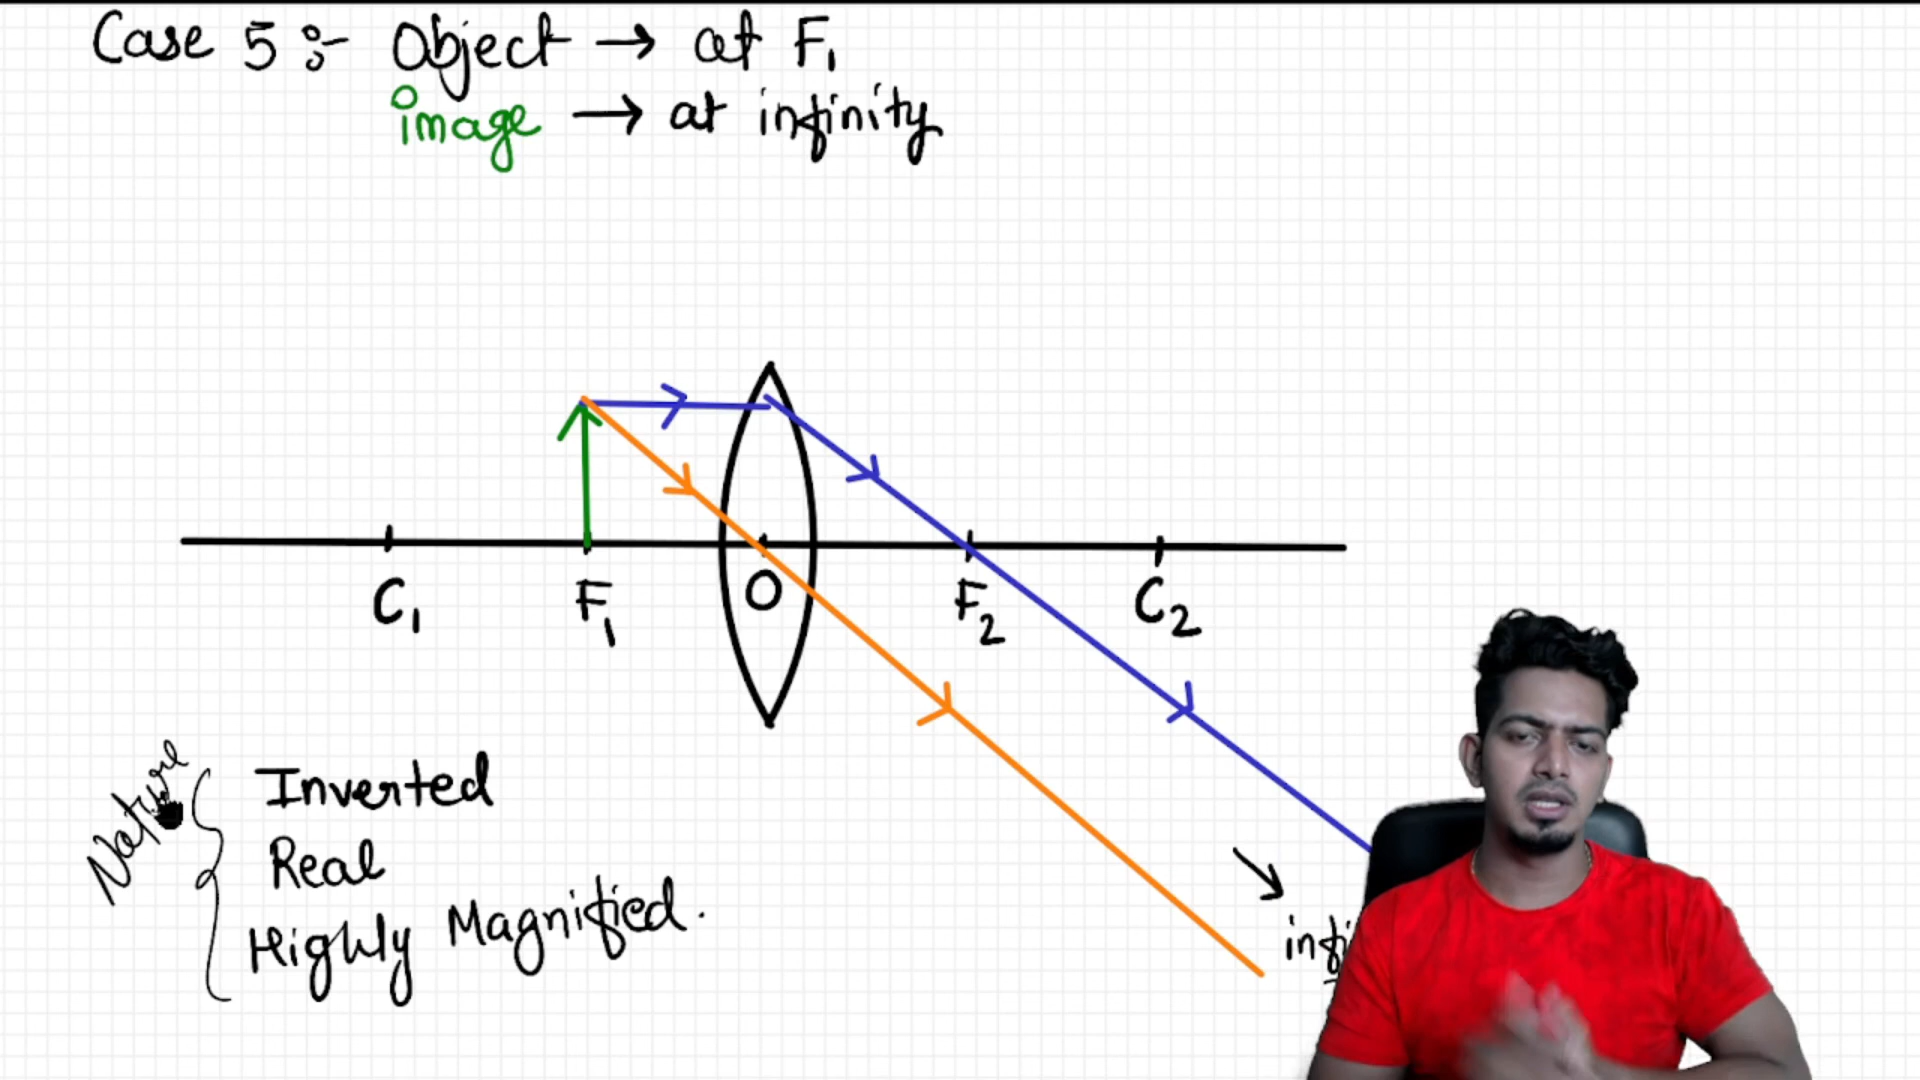 Case 5 :- Object → at F₁
image → at infinity
C₁ F₁ O F₂ C₂
Nature
Inverted
Real
Highly Magnified.